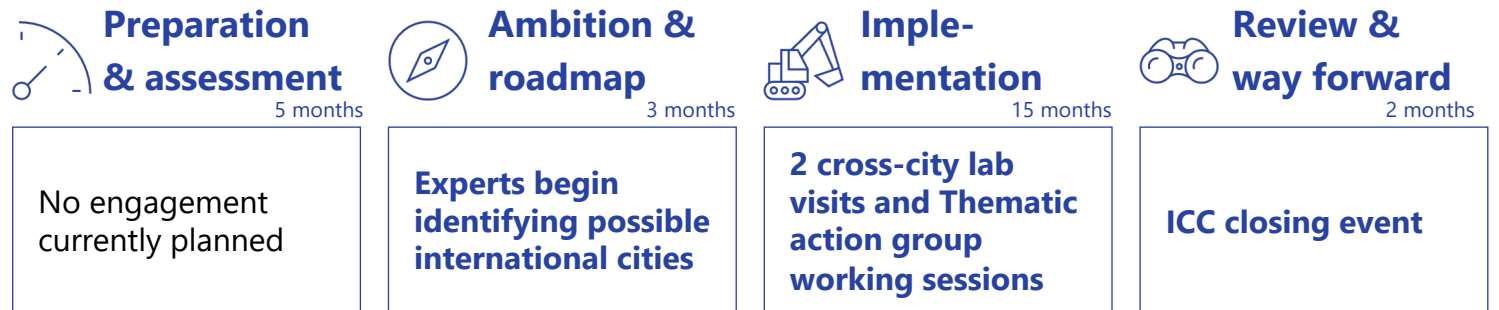 Preparation
& assessment
5 months
No engagement
currently planned
Ambition &
roadmap
3 months
Experts begin
identifying possible
international cities
Imple-
mentation
15 months
2 cross-city lab
visits and Thematic
action group
working sessions
Review &
way forward
2 months
ICC closing event